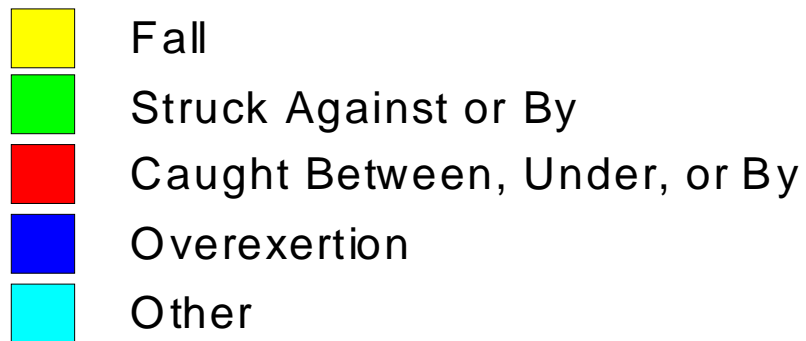 Fall
Struck Against or By
Caught Between, Under, or By
Overexertion
Other